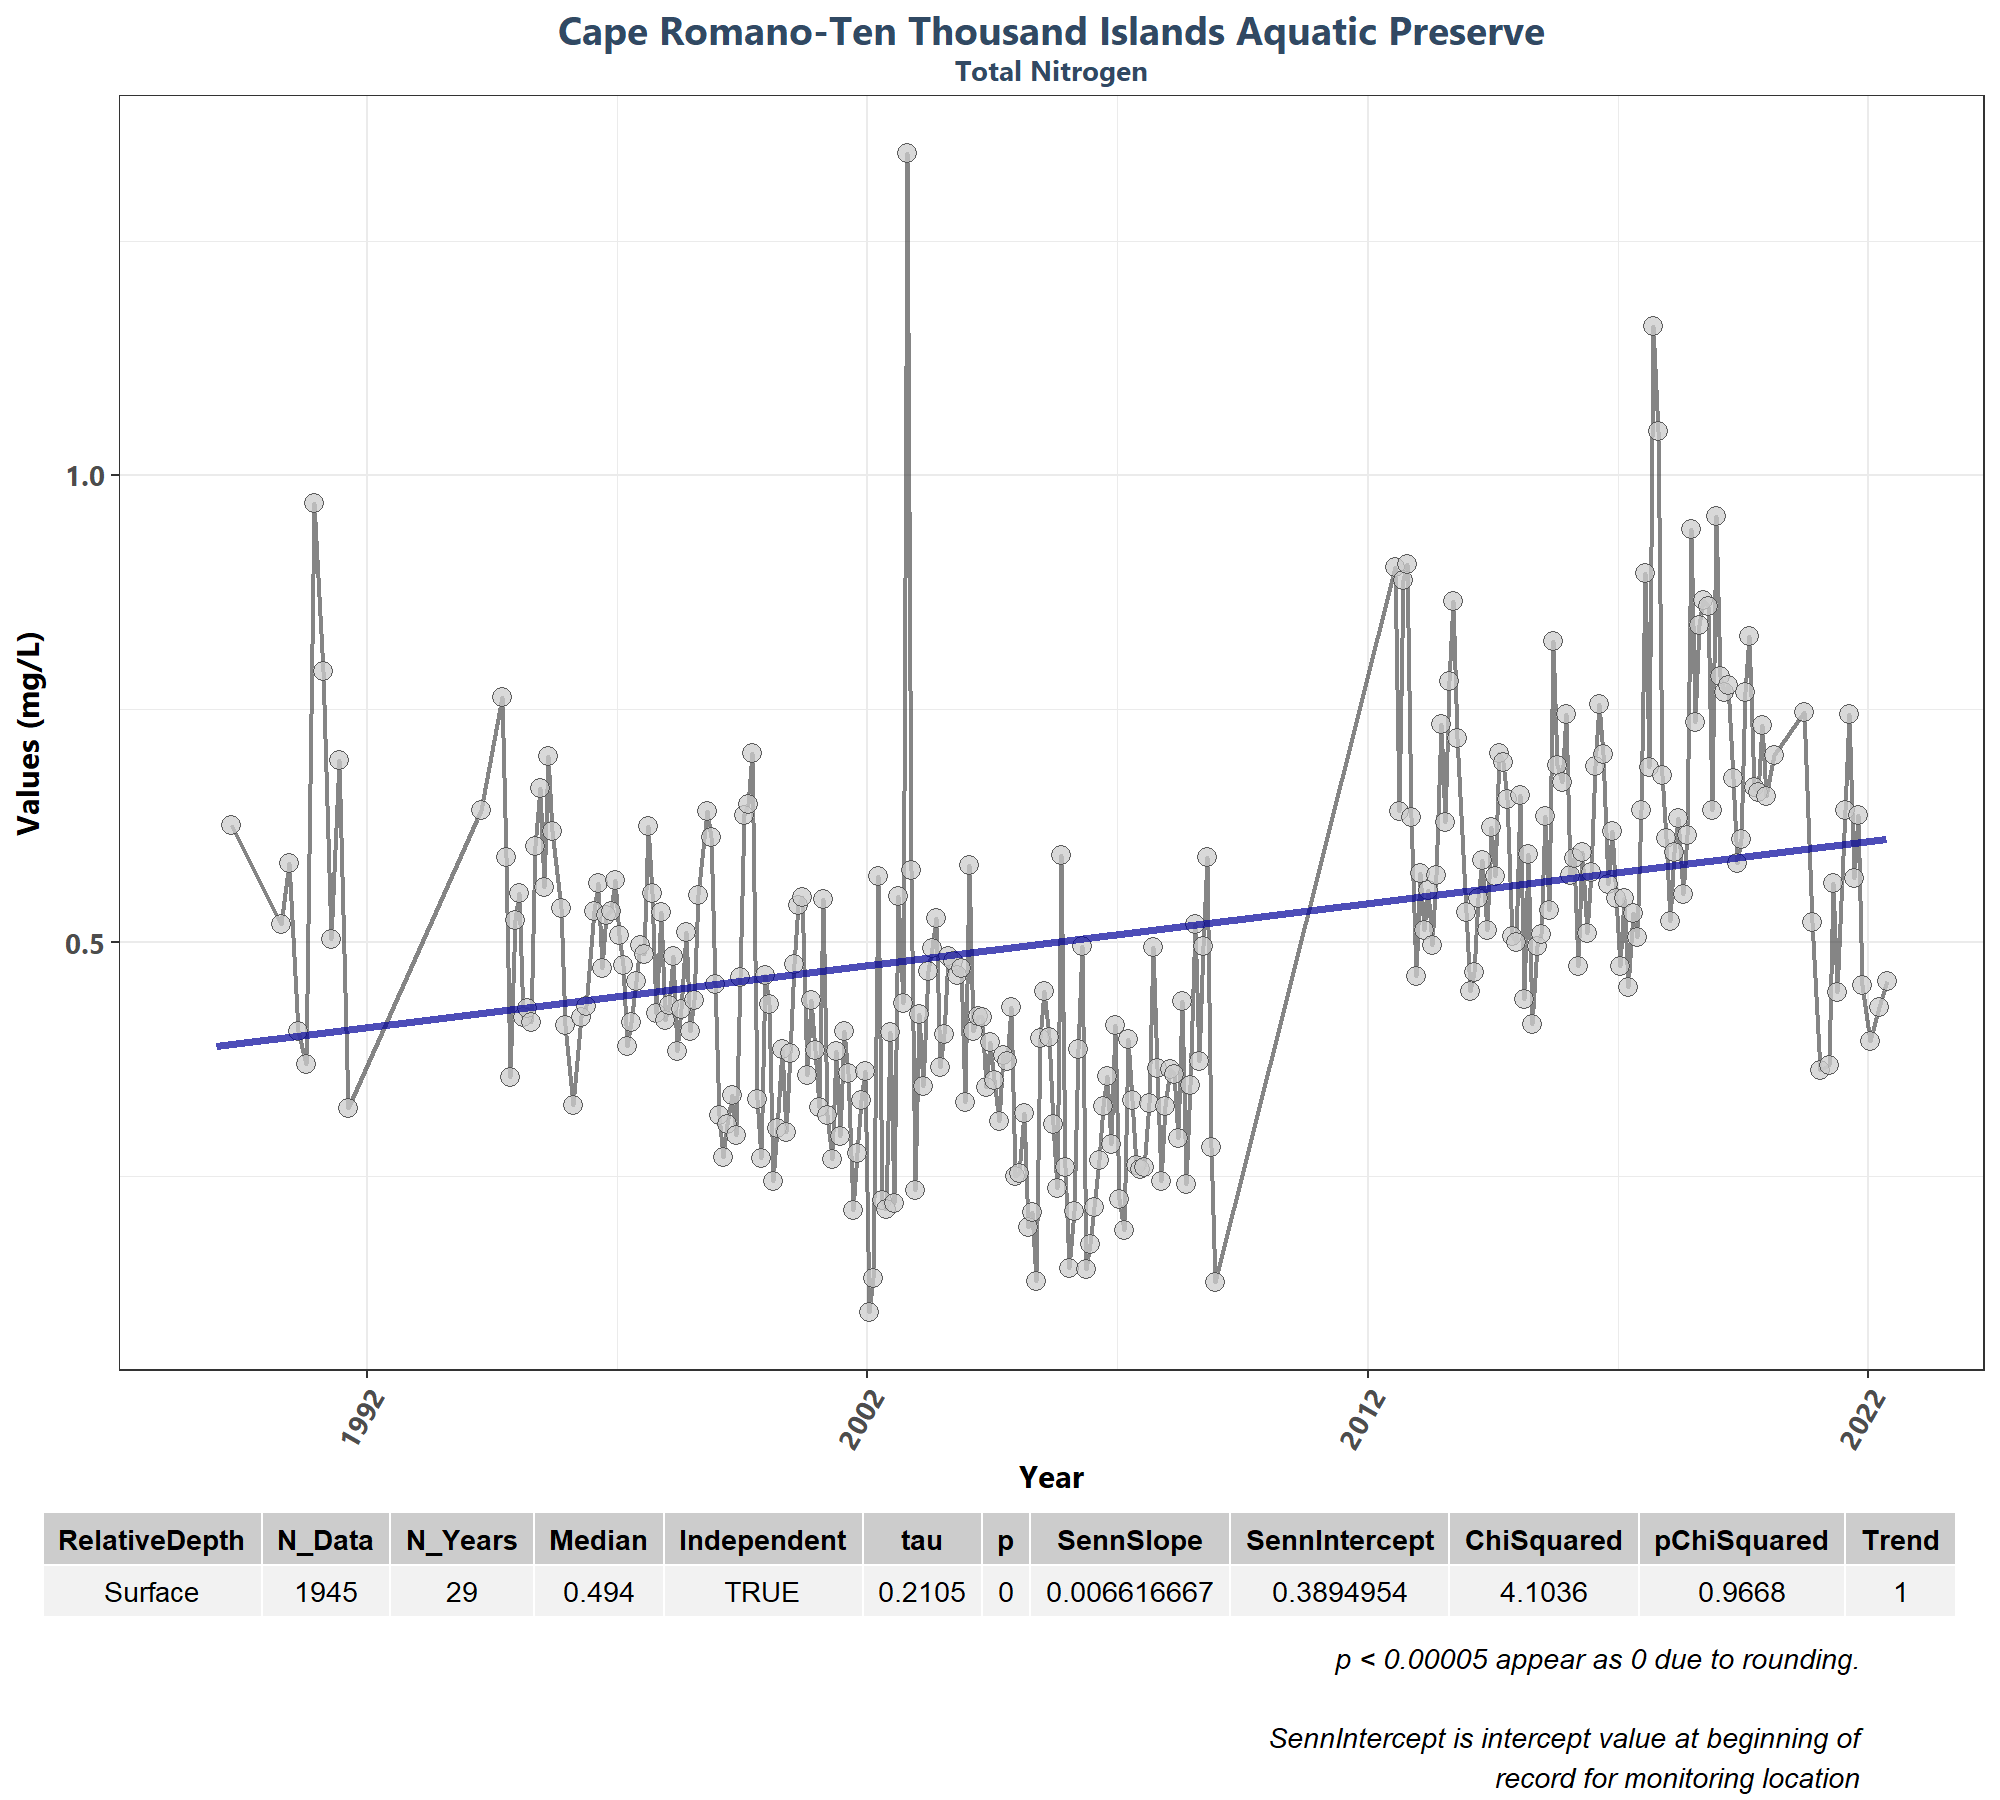 Cape Romano-Ten Thousand Islands Aquatic Preserve
Total Nitrogen
Values (mg/L)
1.0
0.5
1992
2002
2012
2022
Year
RelativeDepth N_Data N_Years Median Independent tau p SennSlope SennIntercept ChiSquared pChiSquared Trend
Surface 1945 29 0.494 TRUE 0.2105 0 0.006616667 0.3894954 4.1036 0.9668 1
p < 0.00005 appear as 0 due to rounding.
SennIntercept is intercept value at beginning of
record for monitoring location